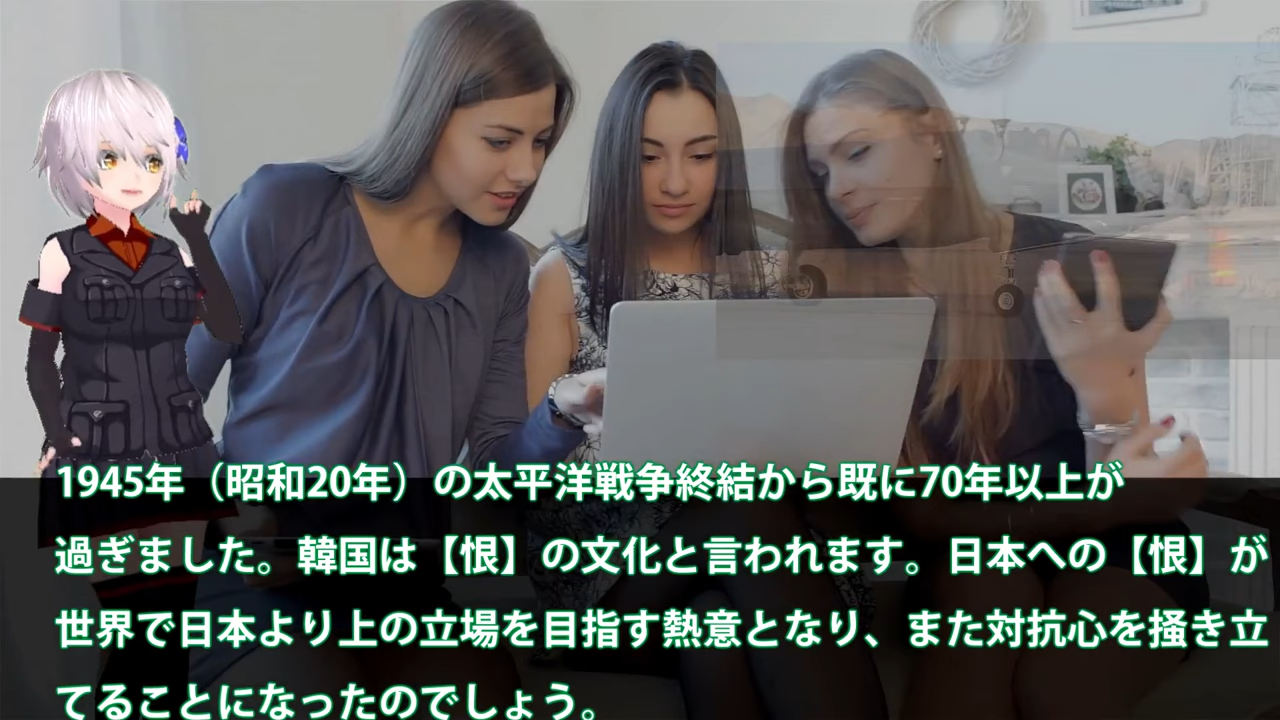 1945年（昭和20年）の太平洋戦争終結から既に70年以上が
過ぎました。韓国は【恨】の文化と言われます。日本への【恨】が
世界で日本より上の立場を目指す熱意となり、また対抗心を掻き立
てることになったのでしょう。